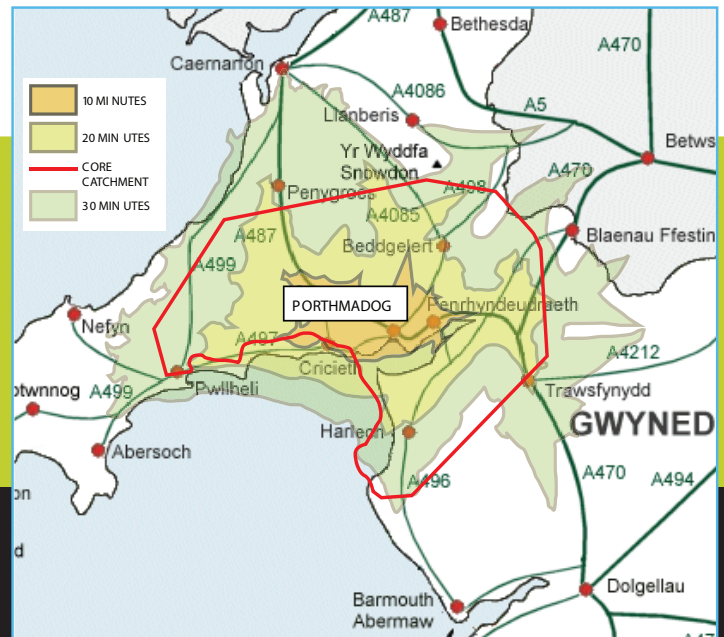 A487
Bethesda
A470
Caernarfon
A4086
A5
10 MI NUTES
20 MIN UTES
CORE
CATCHMENT
30 MIN UTES
Llanberis
Yr Wyddfa
Snowdon
Betws
A470
A498
Penygroes
A4085
A487
Beddgelert
Blaenau Ffestin
A499
PORTHMADOG
Penrhyndeudraeth
Nefyn
A497
Cricieth
A4212
otwnnog
A499
Pwllheli
Trawsfynydd
GWYNED
Abersoch
Harlech
A470
A494
A496
on
d
Barmouth
Abermaw
Dolgellau